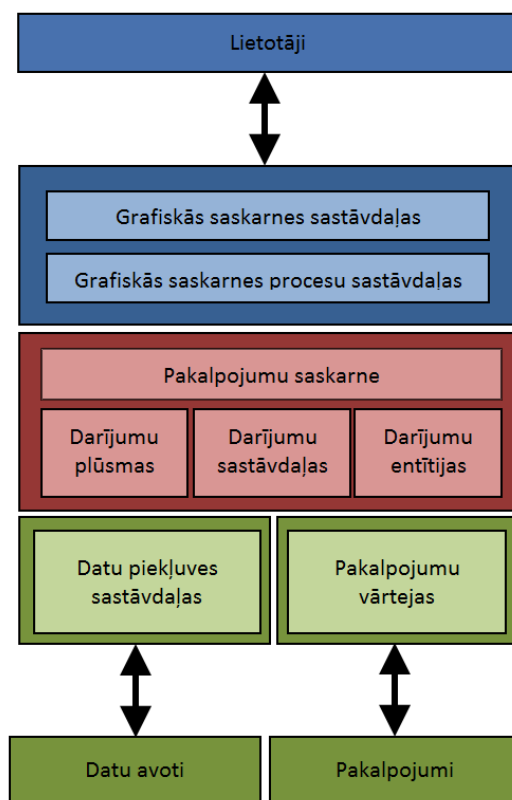 Lietotāji
Grafiskās saskarnes sastāvdaļas
Grafiskās saskarnes procesu sastāvdaļas
Pakalpojumu saskarne
Darījumu
plūsmas
Darījumu
sastāvdaļas
Darījumu
entītijas
Datu piekļuves
sastāvdaļas
Pakalpojumu
vārtejas
Datu avoti
Pakalpojumi